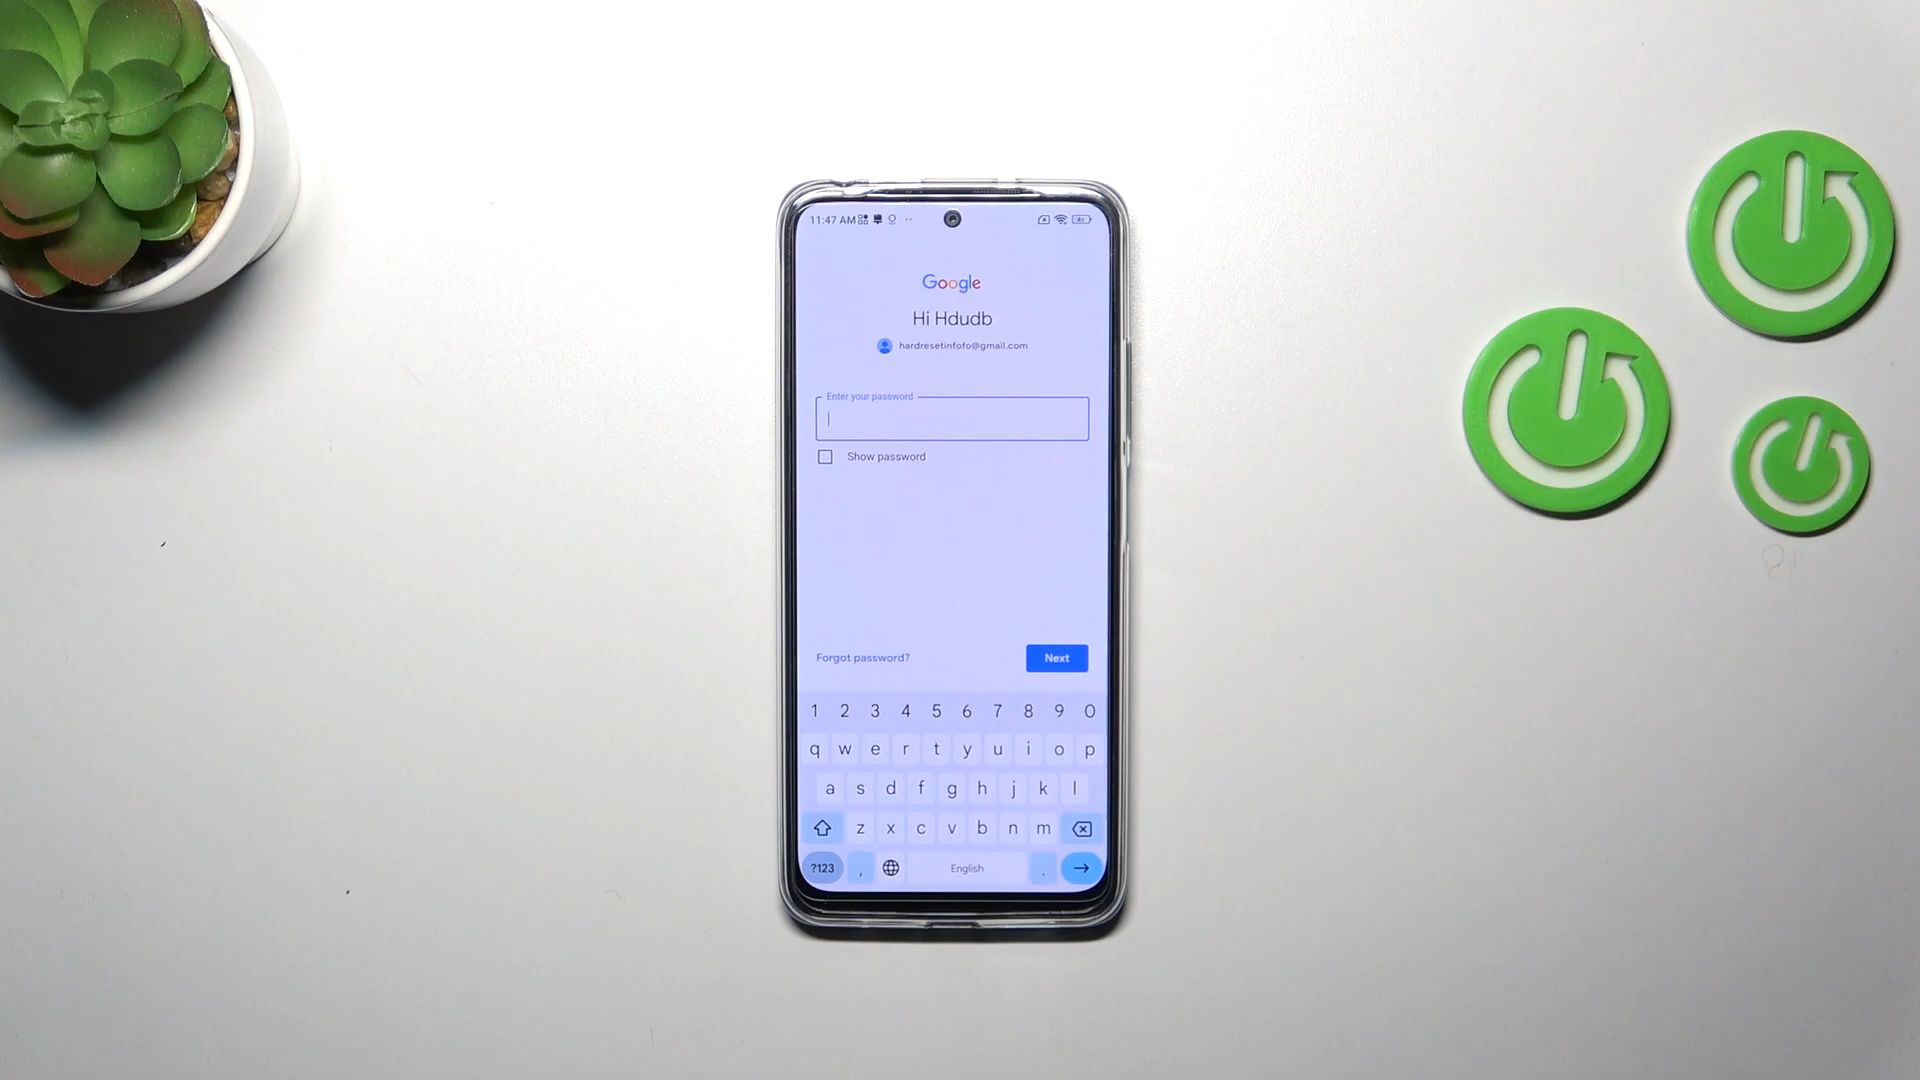 11:47 AM
46
Google
Hi Hdudb
hardresetinfofo@gmail.com
Enter your password
Show password
Forgot password?
Next
1 2 3 4 5 6 7 8 9 0
q w e r t y u i o p
a s d f g h j k l
z x c v b n m
?123 , English .